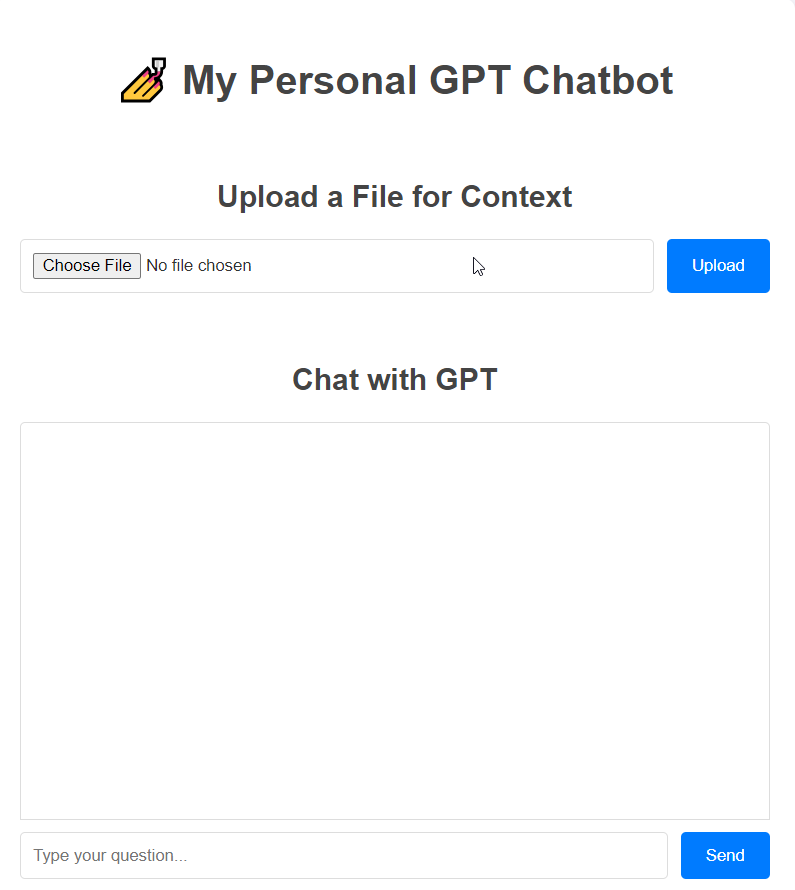 💅 My Personal GPT Chatbot
Upload a File for Context
Choose File No file chosen
Upload
Chat with GPT
Type your question...
Send